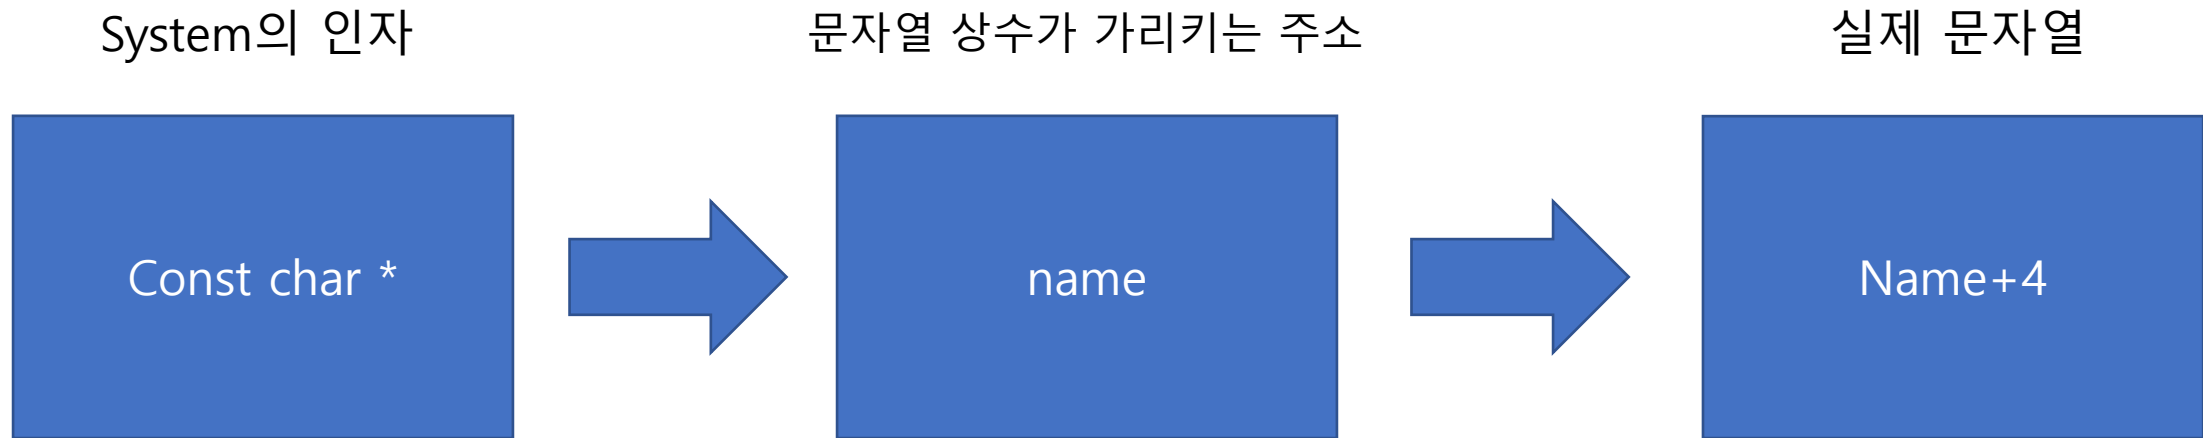 System의 인자
문자열 상수가 가리키는 주소
실제 문자열
Const char *
name
Name+4